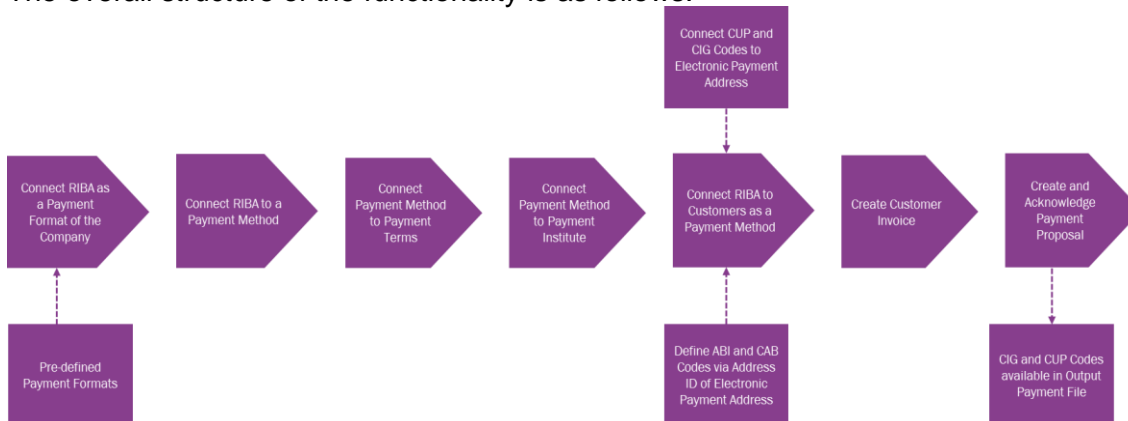 The overall structure of the functionality is as follows:
Connect CUP and
CIG Codes to
Electronic Payment
Address
Connect RIBA as
a Payment
Format of the
Company
Connect RIBA to a
Payment Method
Connect
Payment Method
to Payment
Terms
Connect
Payment Method
to Payment
Institute
Connect RIBA to
Customers as a
Payment Method
Create Customer
Invoice
Create and
Acknowledge
Payment
Proposal
Pre-defined
Payment Formats
Define ABI and CAB
Codes via Address
ID of Electronic
Payment Address
CIG and CUP Codes
available in Output
Payment File